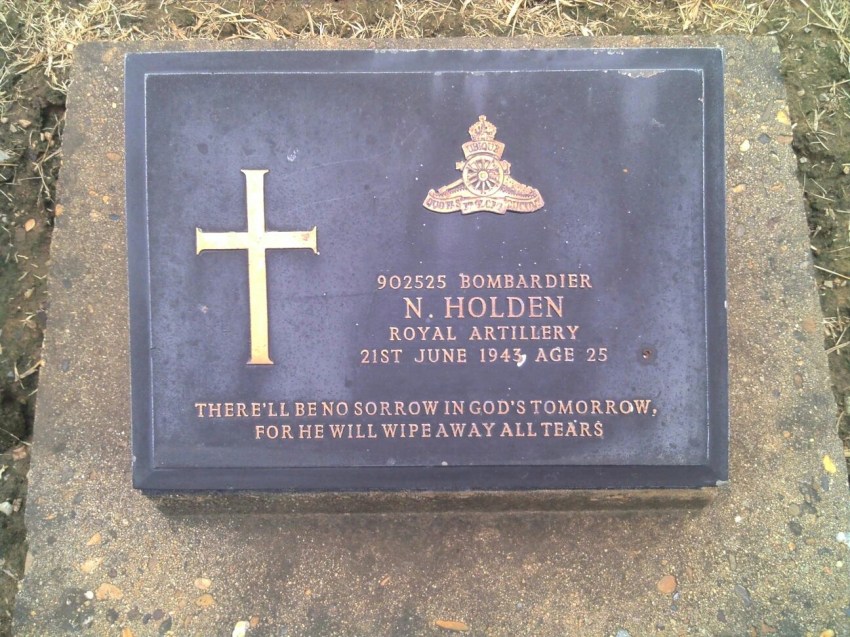 UBIQUE
902525 BOMBARDIER
N. HOLDEN
ROYAL ARTILLERY
21ST JUNE 1943, AGE 25
THERE'LL BE NO SORROW IN GOD'S TOMORROW,
FOR HE WILL WIPE AWAY ALL TEARS